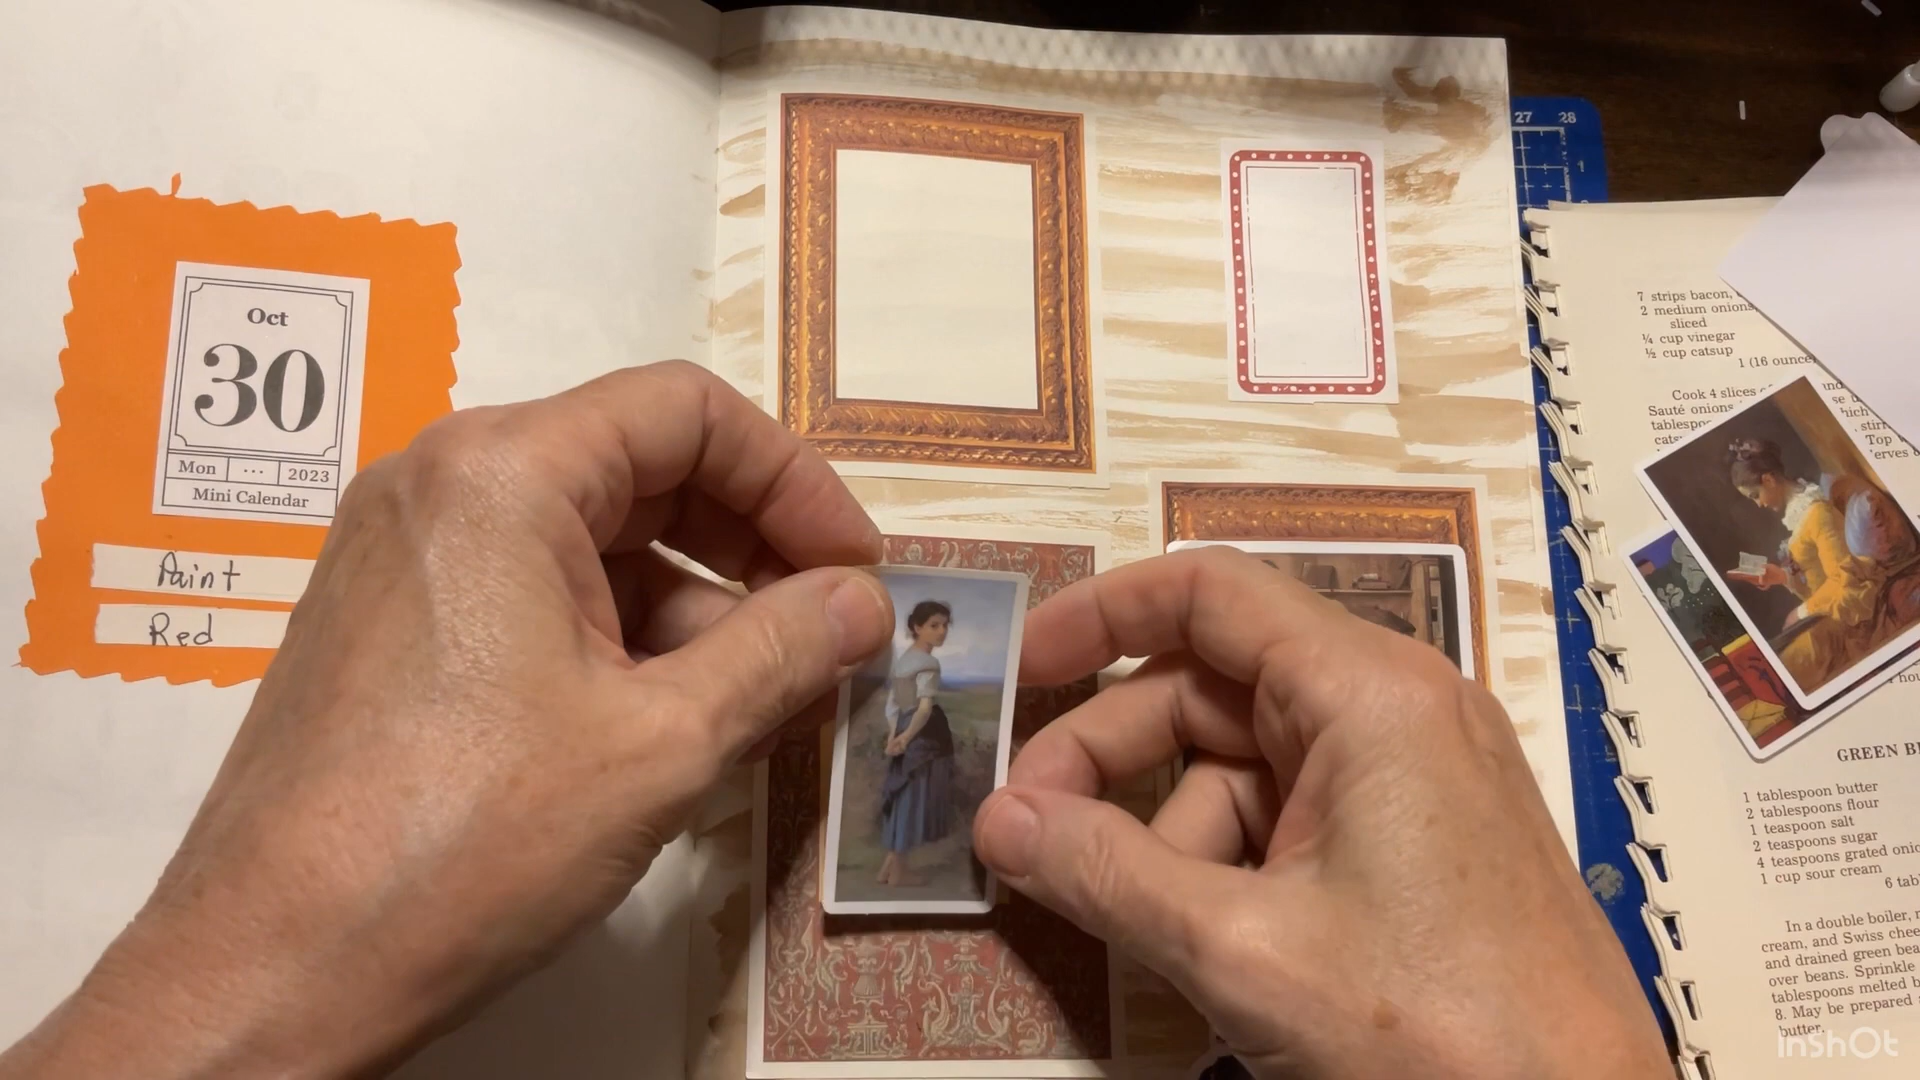 Oct
30
Mon ... 2023
Mini Calendar
Paint
Red
27 28
1
7 strips bacon,
2 medium onions,
sliced
¼ cup vinegar
½ cup catsup
1 (16 ounce
Cook 4 slices
Sauté onions
GREEN
1 tablespoon butter
2 tablespoons flour
1 teaspoon salt
2 teaspoons sugar
4 teaspoons grated
1 cup sour cream
6
In a double boiler,
cream, and Swiss
and drained green
over beans. Sprinkle
tablespoons melted
8. May be prepared
butter.
InShOt